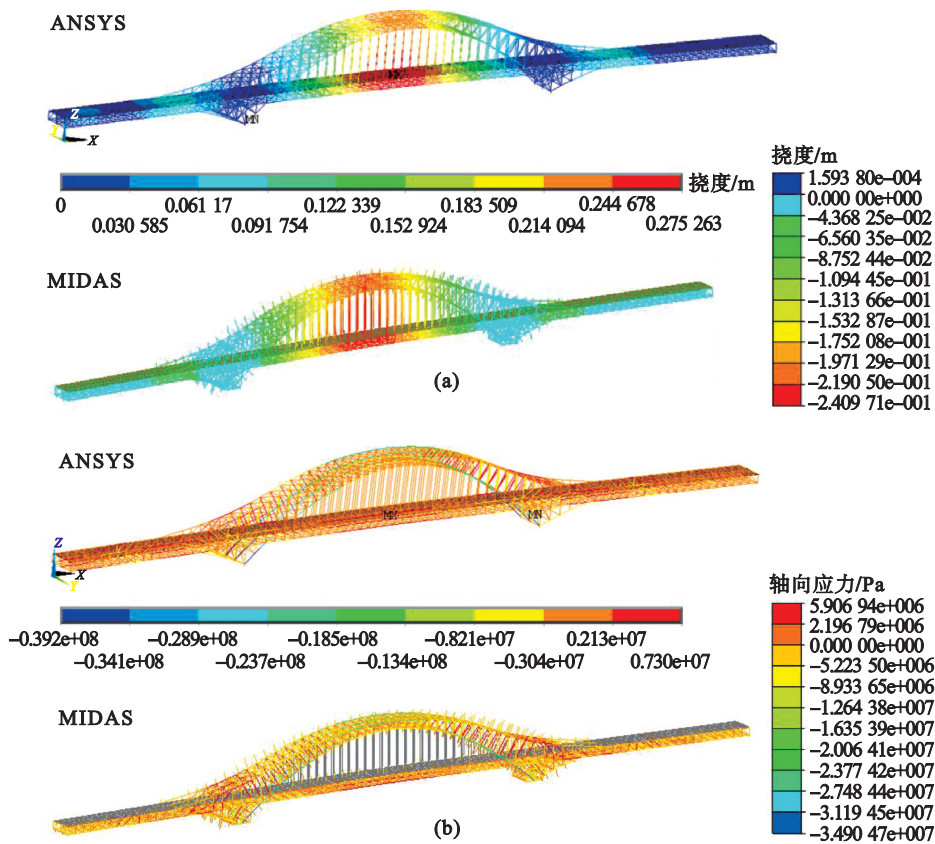 ANSYS
MX
MN
Z
Y
X
挠度/m
0
0.061 17
0.122 339
0.183 509
0.244 678
0.030 585
0.091 754
0.152 924
0.214 094
0.275 263
挠度/m
1.593 80e–004
0.000 00e+000
–4.368 25e–002
–6.560 35e–002
–8.752 44e–002
–1.094 45e–001
–1.313 66e–001
–1.532 87e–001
–1.752 08e–001
–1.971 29e–001
–2.190 50e–001
–2.409 71e–001
MIDAS
(a)
ANSYS
MX
MN
Z
X
Y
–0.392e+08
–0.289e+08
–0.185e+08
–0.821e+07
0.213e+07
–0.341e+08
–0.237e+08
–0.134e+08
–0.304e+07
0.730e+07
轴向应力/Pa
5.906 94e+006
2.196 79e+006
0.000 00e+000
–5.223 50e+006
–8.933 65e+006
–1.264 38e+007
–1.635 39e+007
–2.006 41e+007
–2.377 42e+007
–2.748 44e+007
–3.119 45e+007
–3.490 47e+007
MIDAS
(b)